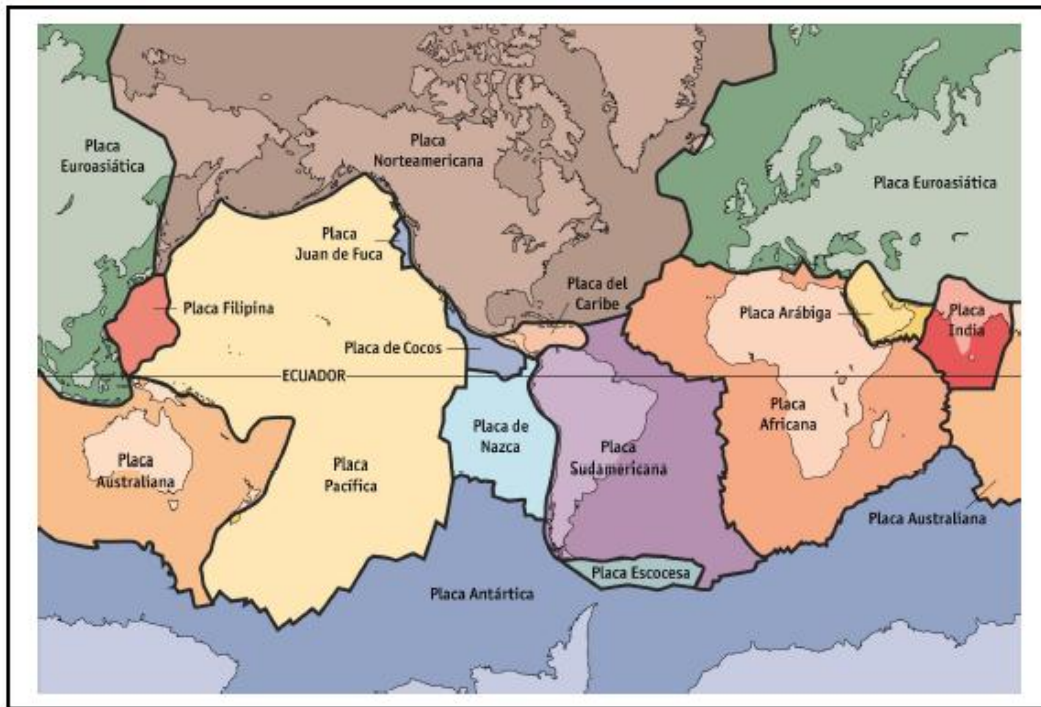 Placa
Euroasiática
Placa
Norteamericana
Placa Euroasiática
Placa
Juan de Fuca
Placa del
Caribe
Placa Filipina
Placa Arábiga
Placa
India
Placa de Cocos
ECUADOR
Placa
Africana
Placa de
Nazca
Placa
Sudamericana
Placa
Australiana
Placa
Pacífica
Placa Australiana
Placa Escocesa
Placa Antártica